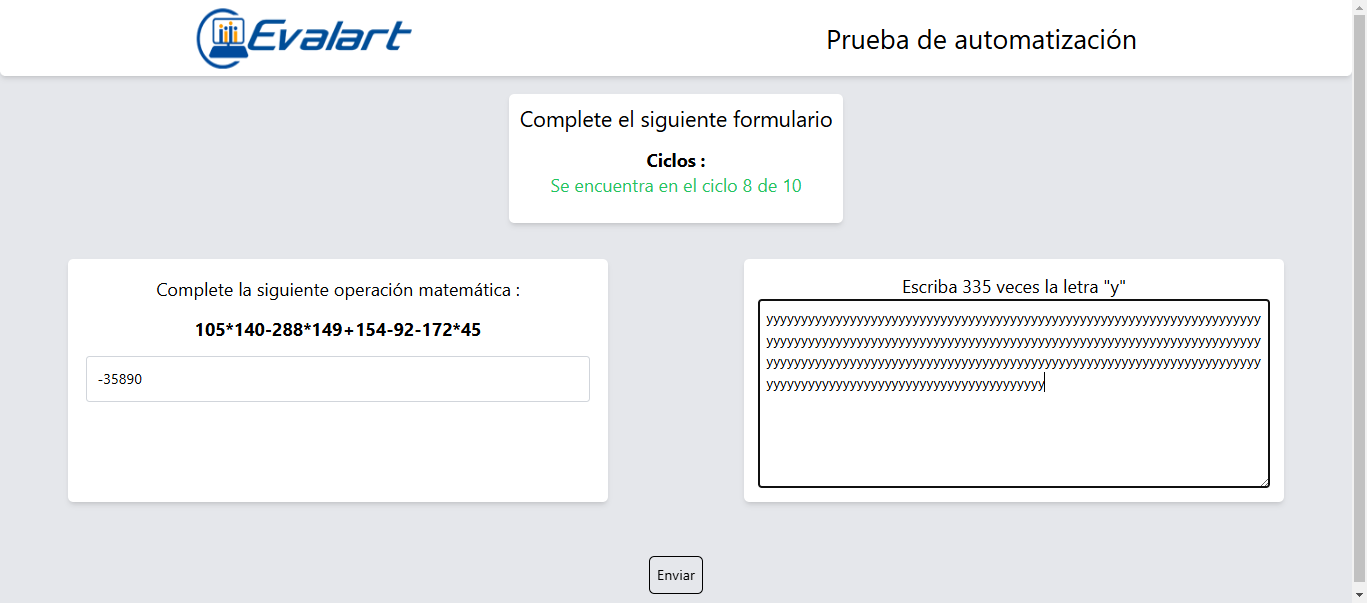 Evalart
Prueba de automatización
Complete el siguiente formulario
Ciclos :
Se encuentra en el ciclo 8 de 10
Complete la siguiente operación matemática :
105*140-288*149+154-92-172*45
-35890
Escriba 335 veces la letra "y"
Enviar